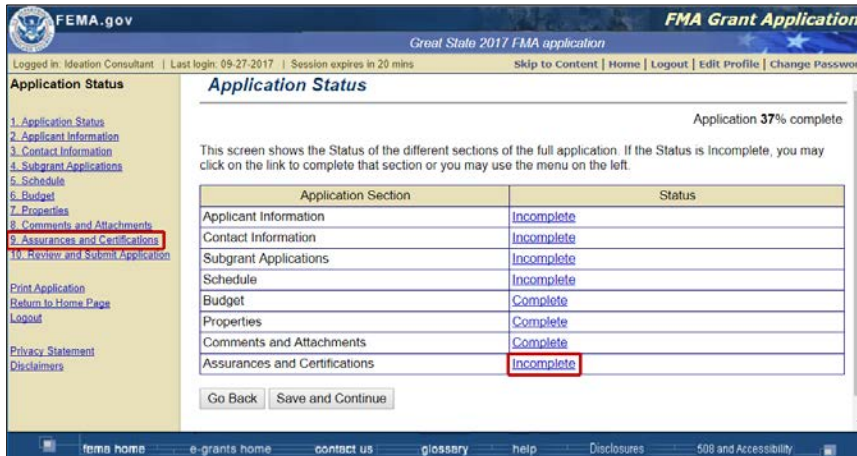 FEMA.gov
FMA Grant Application
Great State 2017 FMA application
Logged in: Ideation Consultant | Last login: 09-27-2017 | Session expires in 20 mins
Skip to Content | Home | Logout | Edit Profile | Change Passwor
Application Status
1. Application Status
2. Applicant Information
3. Contact Information
4. Subgrant Applications
5. Schedule
6. Budget
7. Properties
8. Comments and Attachments
9. Assurances and Certifications
10. Review and Submit Application
Print Application
Return to Home Page
Logout
Privacy Statement
Disclaimers
Application Status
Application 37% complete
This screen shows the Status of the different sections of the full application. If the Status is Incomplete, you may
click on the link to complete that section or you may use the menu on the left.
Application Section Status
Applicant Information Incomplete
Contact Information Incomplete
Subgrant Applications Incomplete
Schedule Incomplete
Budget Complete
Properties Complete
Comments and Attachments Complete
Assurances and Certifications Incomplete
Go Back Save and Continue
fema home e-grants home contact us glossary help Disclosures 508 and Accessibility